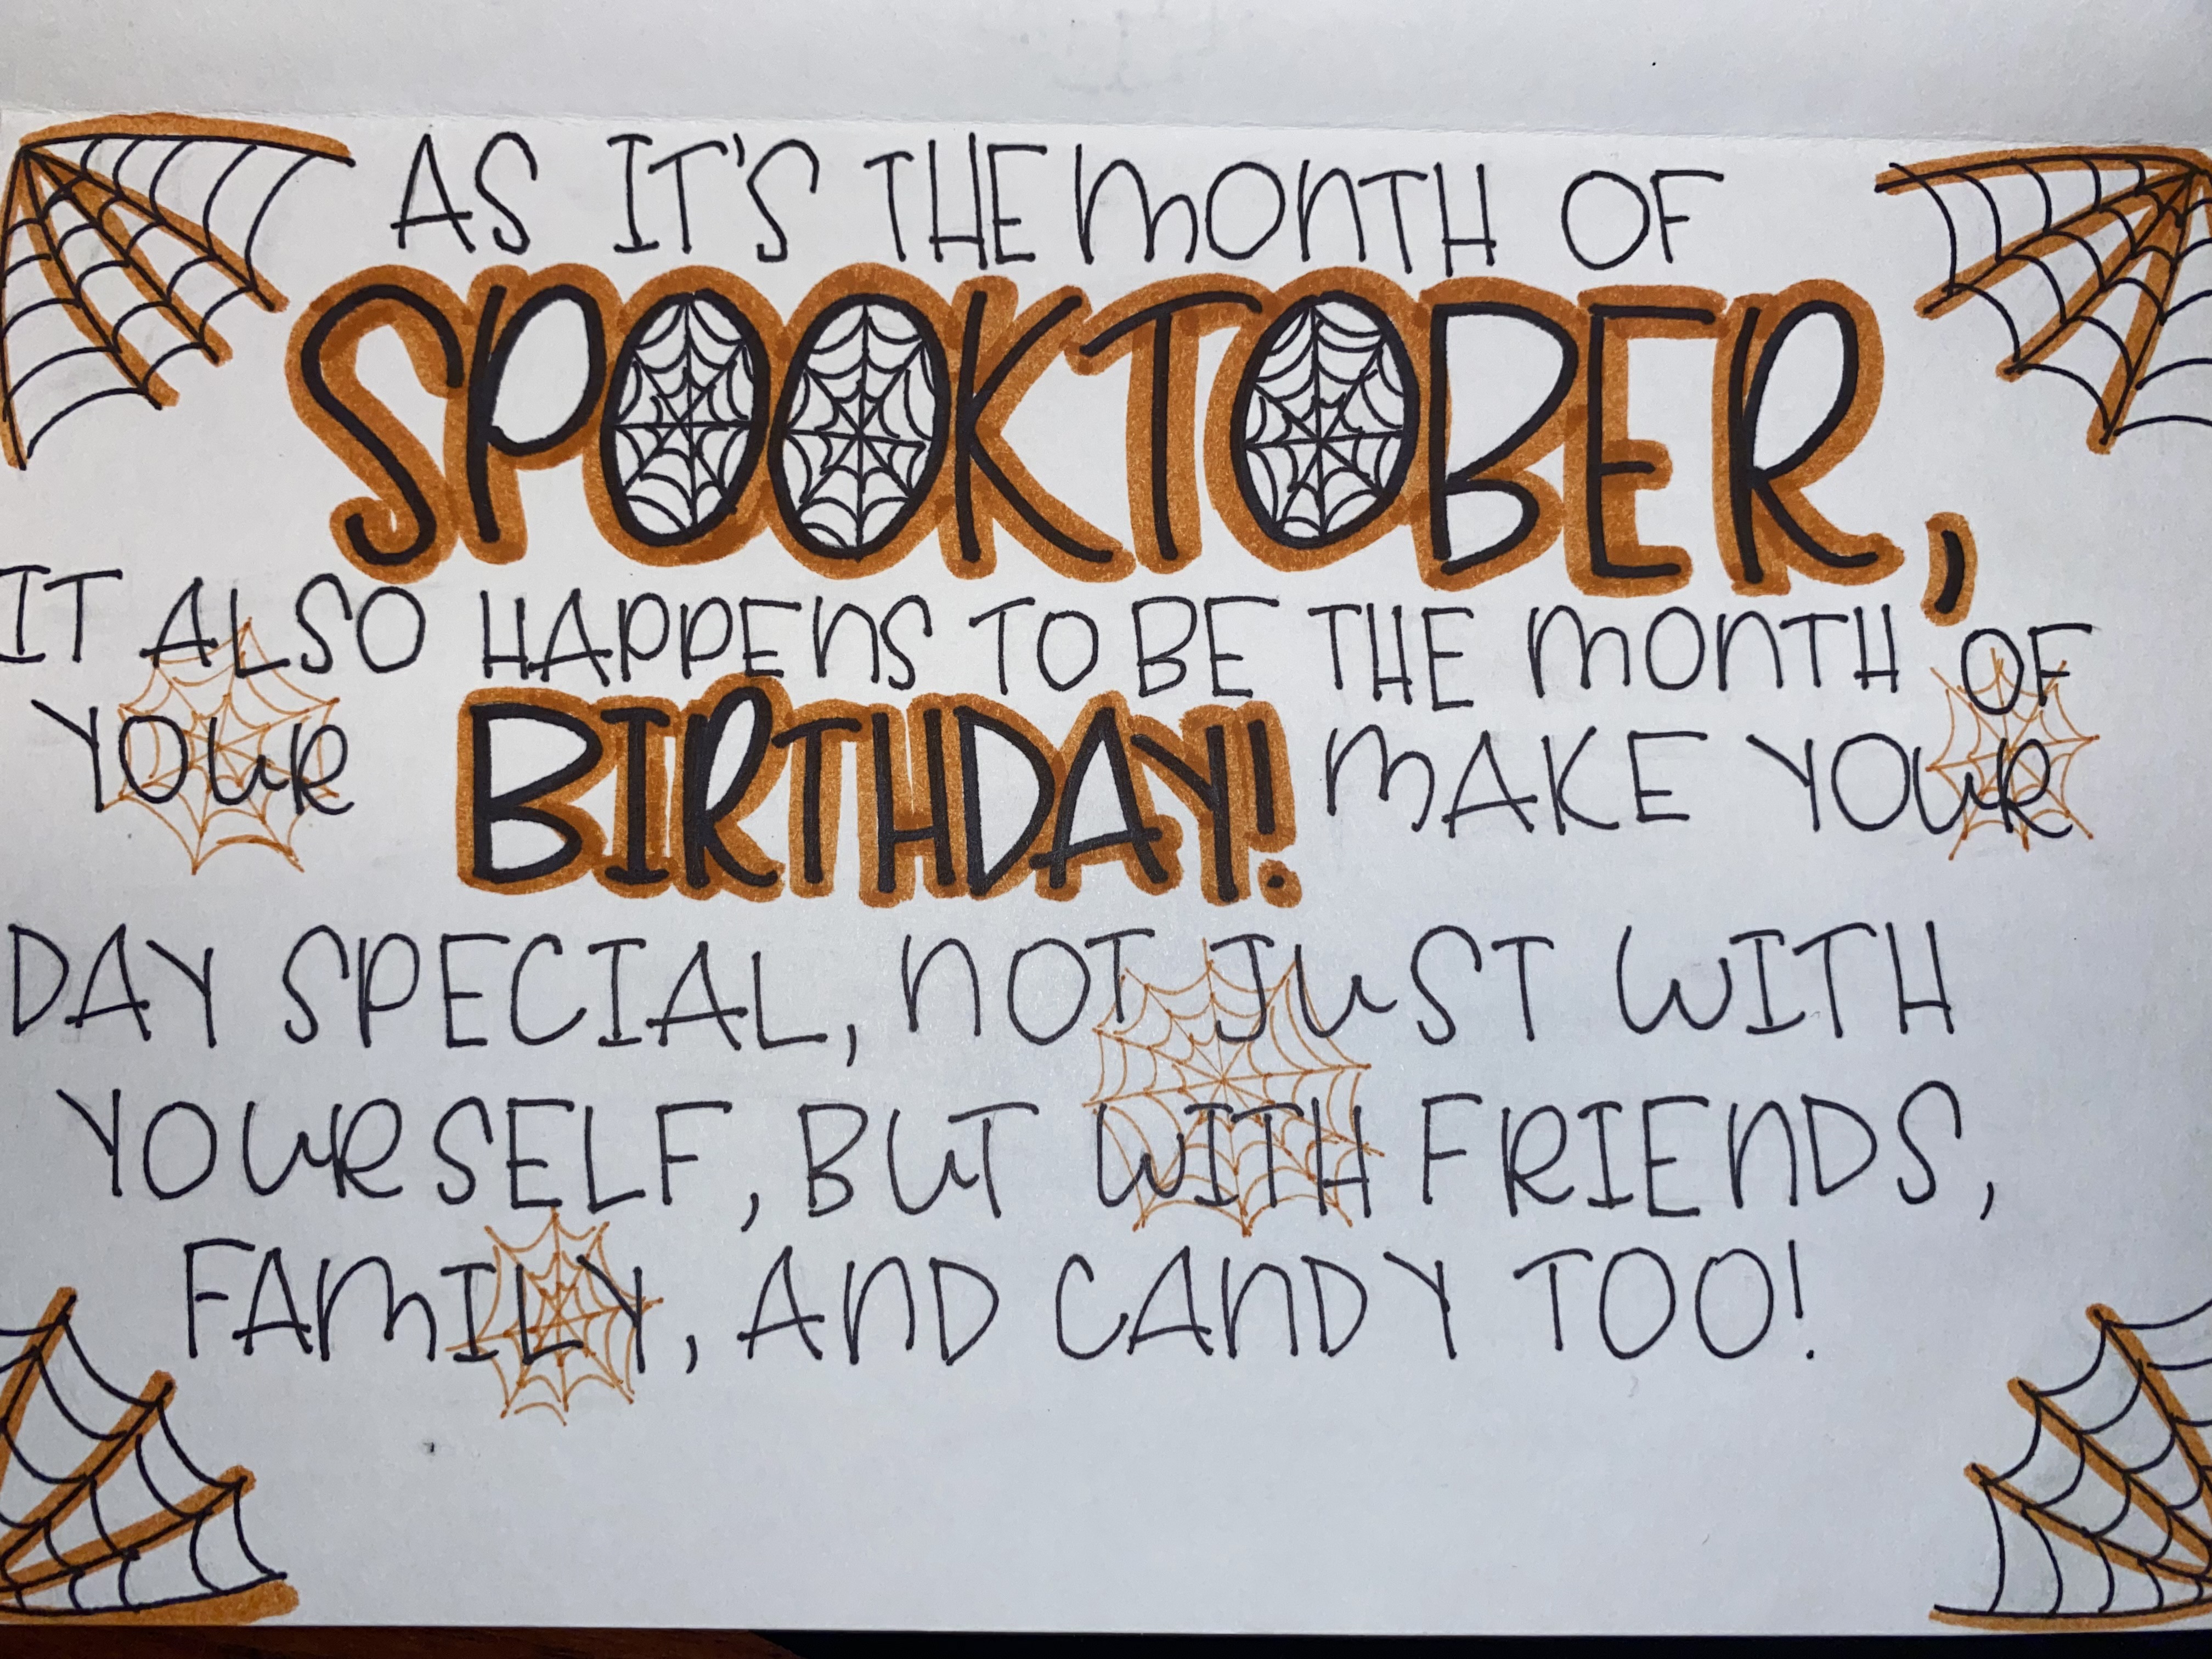 AS IT'S THE MONTH OF
SPOOKTOBER,
IT ALSO HAPPENS TO BE THE MONTH OF
YOUR BIRTHDAY! MAKE YOUR
DAY SPECIAL, NOT JUST WITH
YOURSELF, BUT WITH FRIENDS,
FAMILY, AND CANDY TOO!